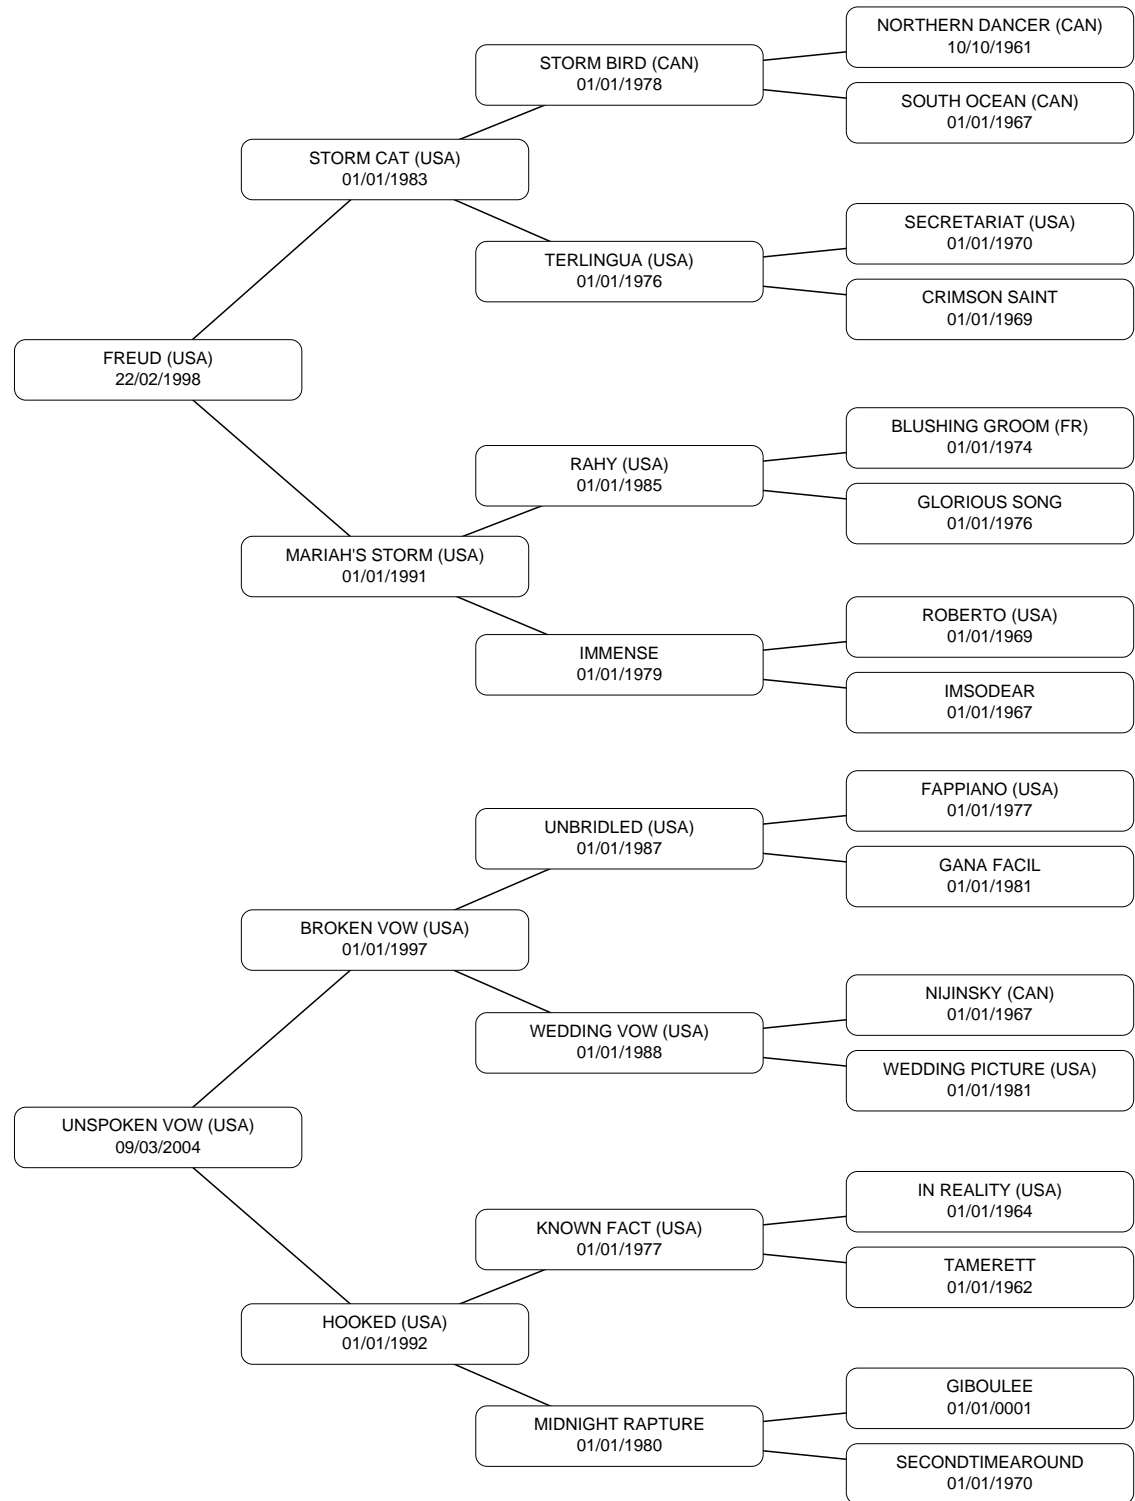 NORTHERN DANCER (CAN)
10/10/1961
STORM BIRD (CAN)
01/01/1978
SOUTH OCEAN (CAN)
01/01/1967
STORM CAT (USA)
01/01/1983
SECRETARIAT (USA)
01/01/1970
TERLINGUA (USA)
01/01/1976
CRIMSON SAINT
01/01/1969
FREUD (USA)
22/02/1998
BLUSHING GROOM (FR)
01/01/1974
RAHY (USA)
01/01/1985
GLORIOUS SONG
01/01/1976
MARIAH'S STORM (USA)
01/01/1991
ROBERTO (USA)
01/01/1969
IMMENSE
01/01/1979
IMSODEAR
01/01/1967
FAPPIANO (USA)
01/01/1977
UNBRIDLED (USA)
01/01/1987
GANA FACIL
01/01/1981
BROKEN VOW (USA)
01/01/1997
NIJINSKY (CAN)
01/01/1967
WEDDING VOW (USA)
01/01/1988
WEDDING PICTURE (USA)
01/01/1981
UNSPOKEN VOW (USA)
09/03/2004
IN REALITY (USA)
01/01/1964
KNOWN FACT (USA)
01/01/1977
TAMERETT
01/01/1962
HOOKED (USA)
01/01/1992
GIBOULEE
01/01/0001
MIDNIGHT RAPTURE
01/01/1980
SECONDTIMEAROUND
01/01/1970